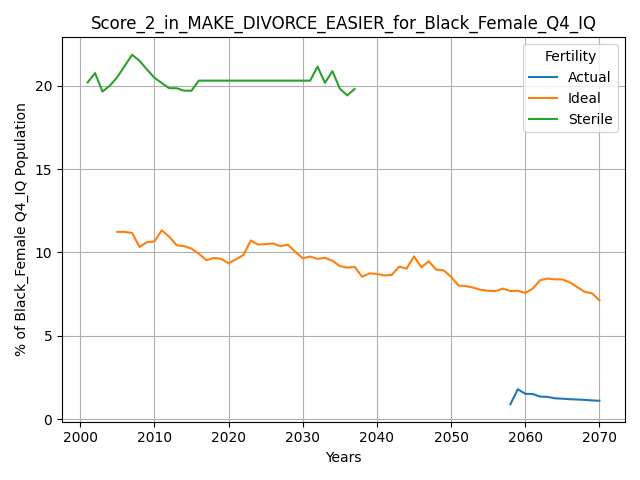 Score_2_in_MAKE_DIVORCE_EASIER_for_Black_Female_Q4_IQ
Fertility
Actual
Ideal
Sterile
% of Black_Female Q4_IQ Population
20
15
10
5
0
2000 2010 2020 2030 2040 2050 2060 2070
Years